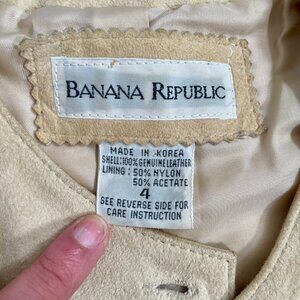 BANANA REPUBLIC
MADE IN KOREA
SHELL:100% GENUINE LEATHER
LINING: 50% NYLON
50% ACETATE
4
SEE REVERSE SIDE FOR
CARE INSTRUCTION